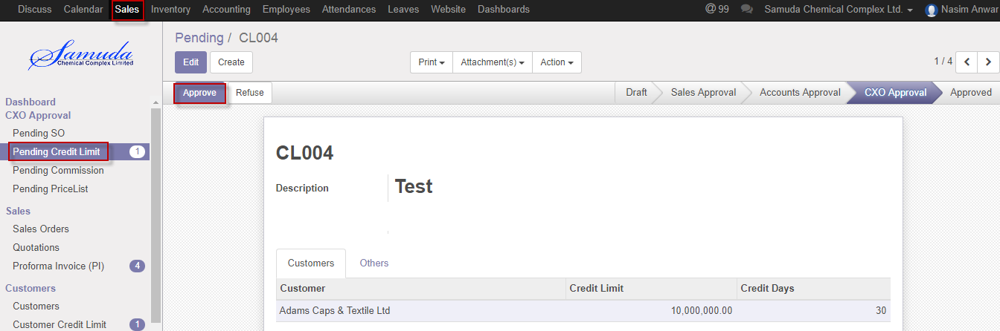 Discuss Calendar Sales Inventory Accounting Employees Attendances Leaves Website Dashboards @ 99 Samuda Chemical Complex Ltd. Nasim Anwar
Samuda
Chemical Complex Limited
Pending / CL004
Edit Create Print Attachment(s) Action 1 / 4
Approve Refuse Draft Sales Approval Accounts Approval CXO Approval Approved
Dashboard
CXO Approval
Pending SO
Pending Credit Limit 1
Pending Commission
Pending PriceList
Sales
Sales Orders
Quotations
Proforma Invoice (PI) 4
Customers
Customers
Customer Credit Limit 1
CL004
Description Test
Customers Others
Customer Credit Limit Credit Days
Adams Caps & Textile Ltd 10,000,000.00 30